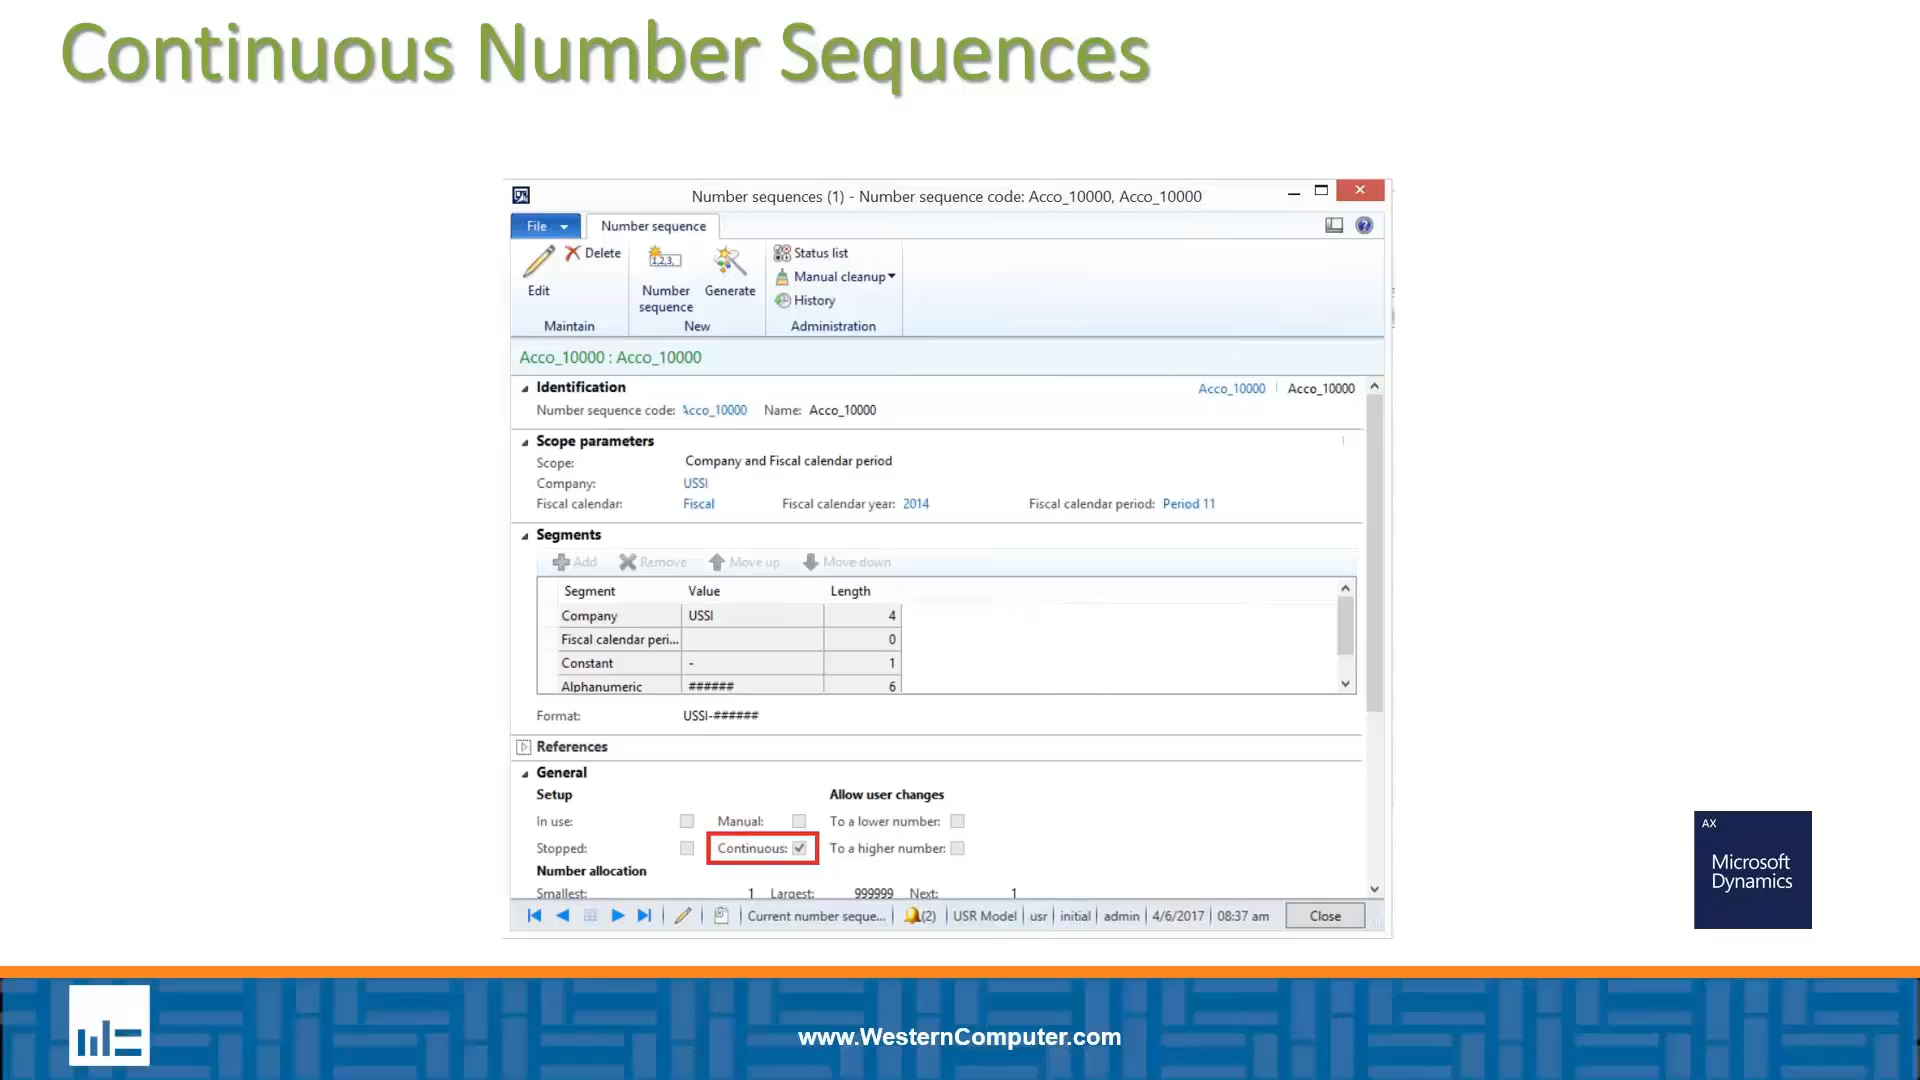 Continuous Number Sequences
Number sequences (1) - Number sequence code: Acco_10000, Acco_10000
File Number sequence
Edit Delete
Number sequence Generate
Status list
Manual cleanup
History
Maintain New Administration
Acco_10000 : Acco_10000
Identification Acco_10000 Acco_10000
Number sequence code: Acco_10000 Name: Acco_10000
Scope parameters
Scope: Company and Fiscal calendar period
Company: USSI
Fiscal calendar: Fiscal Fiscal calendar year: 2014 Fiscal calendar period: Period 11
Segments
Add Remove Move up Move down
Segment Value Length
Company USSI 4
Fiscal calendar peri... 0
Constant - 1
Alphanumeric ###### 6
Format: USSI-######
References
General
Setup Allow user changes
In use: Manual: To a lower number:
Stopped: Continuous: To a higher number:
Number allocation
Smallest: 1 Largest: 999999 Next: 1
Current number seque... (2) USR Model usr initial admin 4/6/2017 08:37 am Close
AX
Microsoft
Dynamics
www.WesternComputer.com